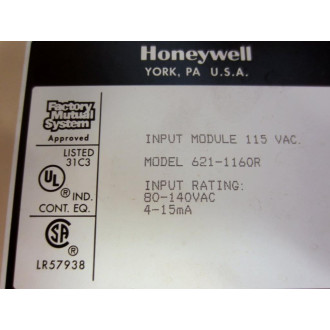 Honeywell
YORK, PA U.S.A.
Factory
Mutual
System
Approved
LISTED
31C3
UL
IND.
CONT. EQ.
SA
LR57938
INPUT MODULE 115 VAC.
MODEL 621-1160R
INPUT RATING:
80-140VAC
4-15mA